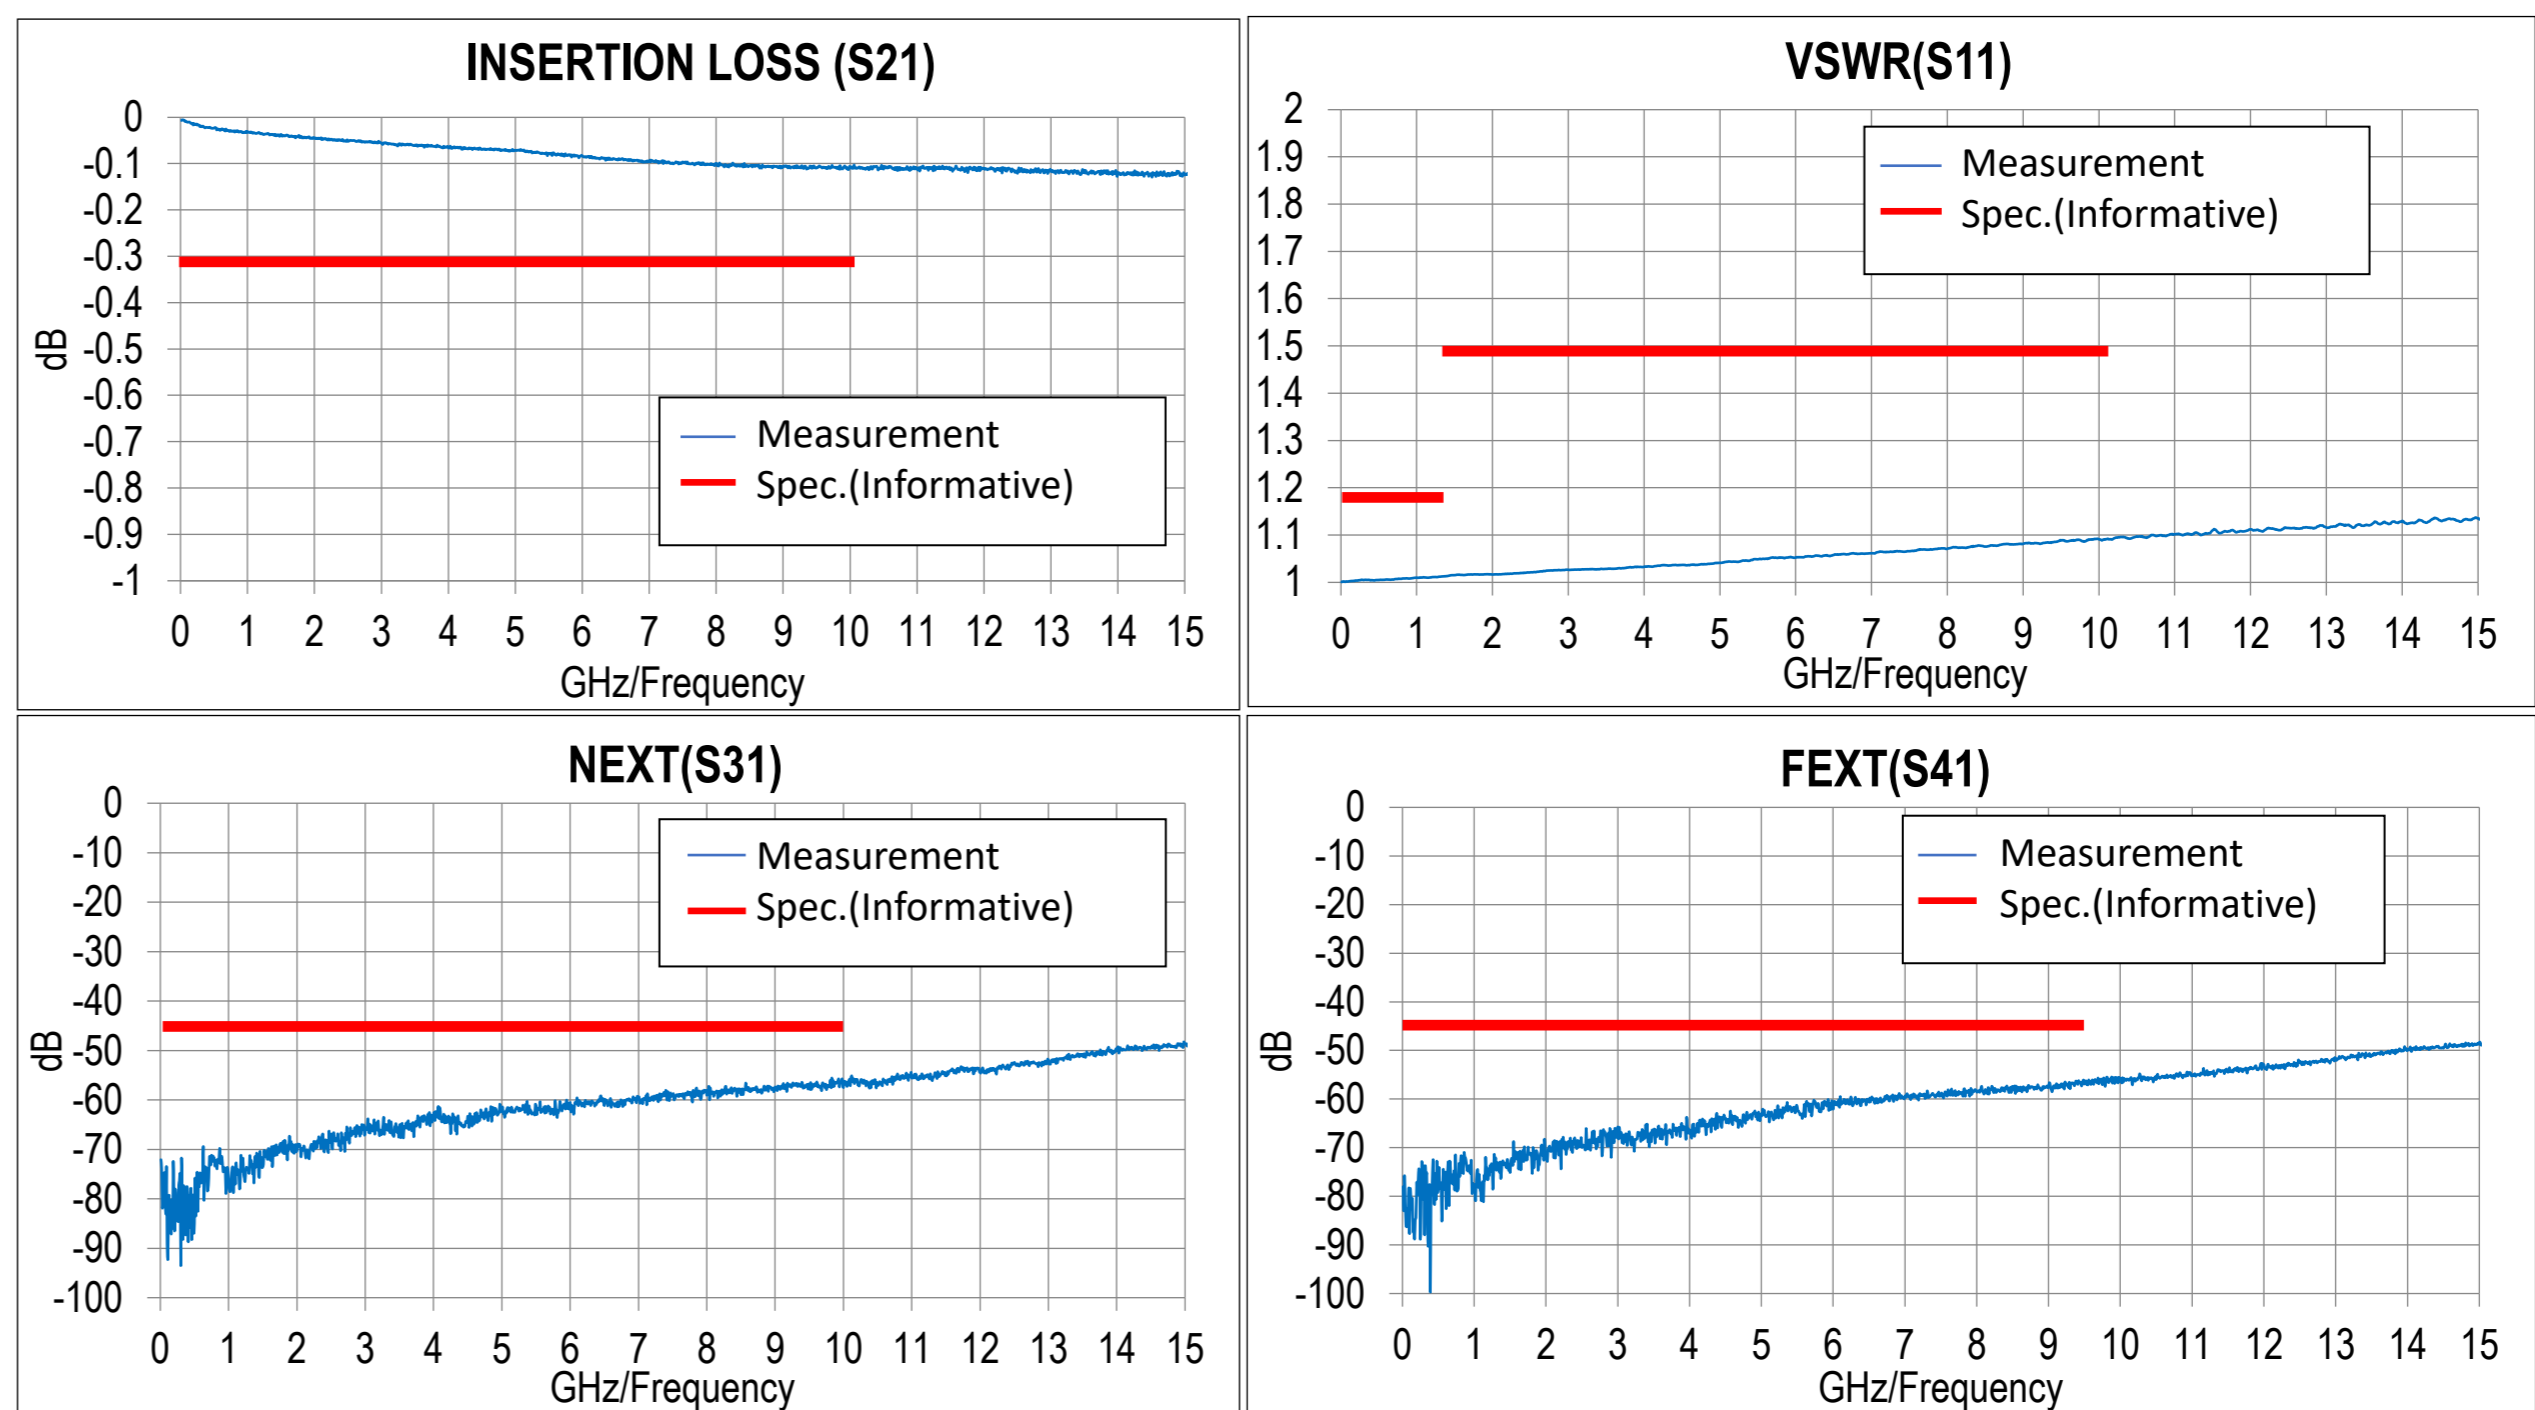 INSERTION LOSS (S21)
0
-0.1
-0.2
-0.3
-0.4
-0.5
-0.6
-0.7
-0.8
-0.9
-1
dB
Measurement
Spec.(Informative)
0 1 2 3 4 5 6 7 8 9 10 11 12 13 14 15
GHz/Frequency
VSWR(S11)
2
1.9
1.8
1.7
1.6
1.5
1.4
1.3
1.2
1.1
1
Measurement
Spec.(Informative)
0 1 2 3 4 5 6 7 8 9 10 11 12 13 14 15
GHz/Frequency
NEXT(S31)
0
-10
-20
-30
-40
-50
-60
-70
-80
-90
-100
dB
Measurement
Spec.(Informative)
0 1 2 3 4 5 6 7 8 9 10 11 12 13 14 15
GHz/Frequency
FEXT(S41)
0
-10
-20
-30
-40
-50
-60
-70
-80
-90
-100
dB
Measurement
Spec.(Informative)
0 1 2 3 4 5 6 7 8 9 10 11 12 13 14 15
GHz/Frequency